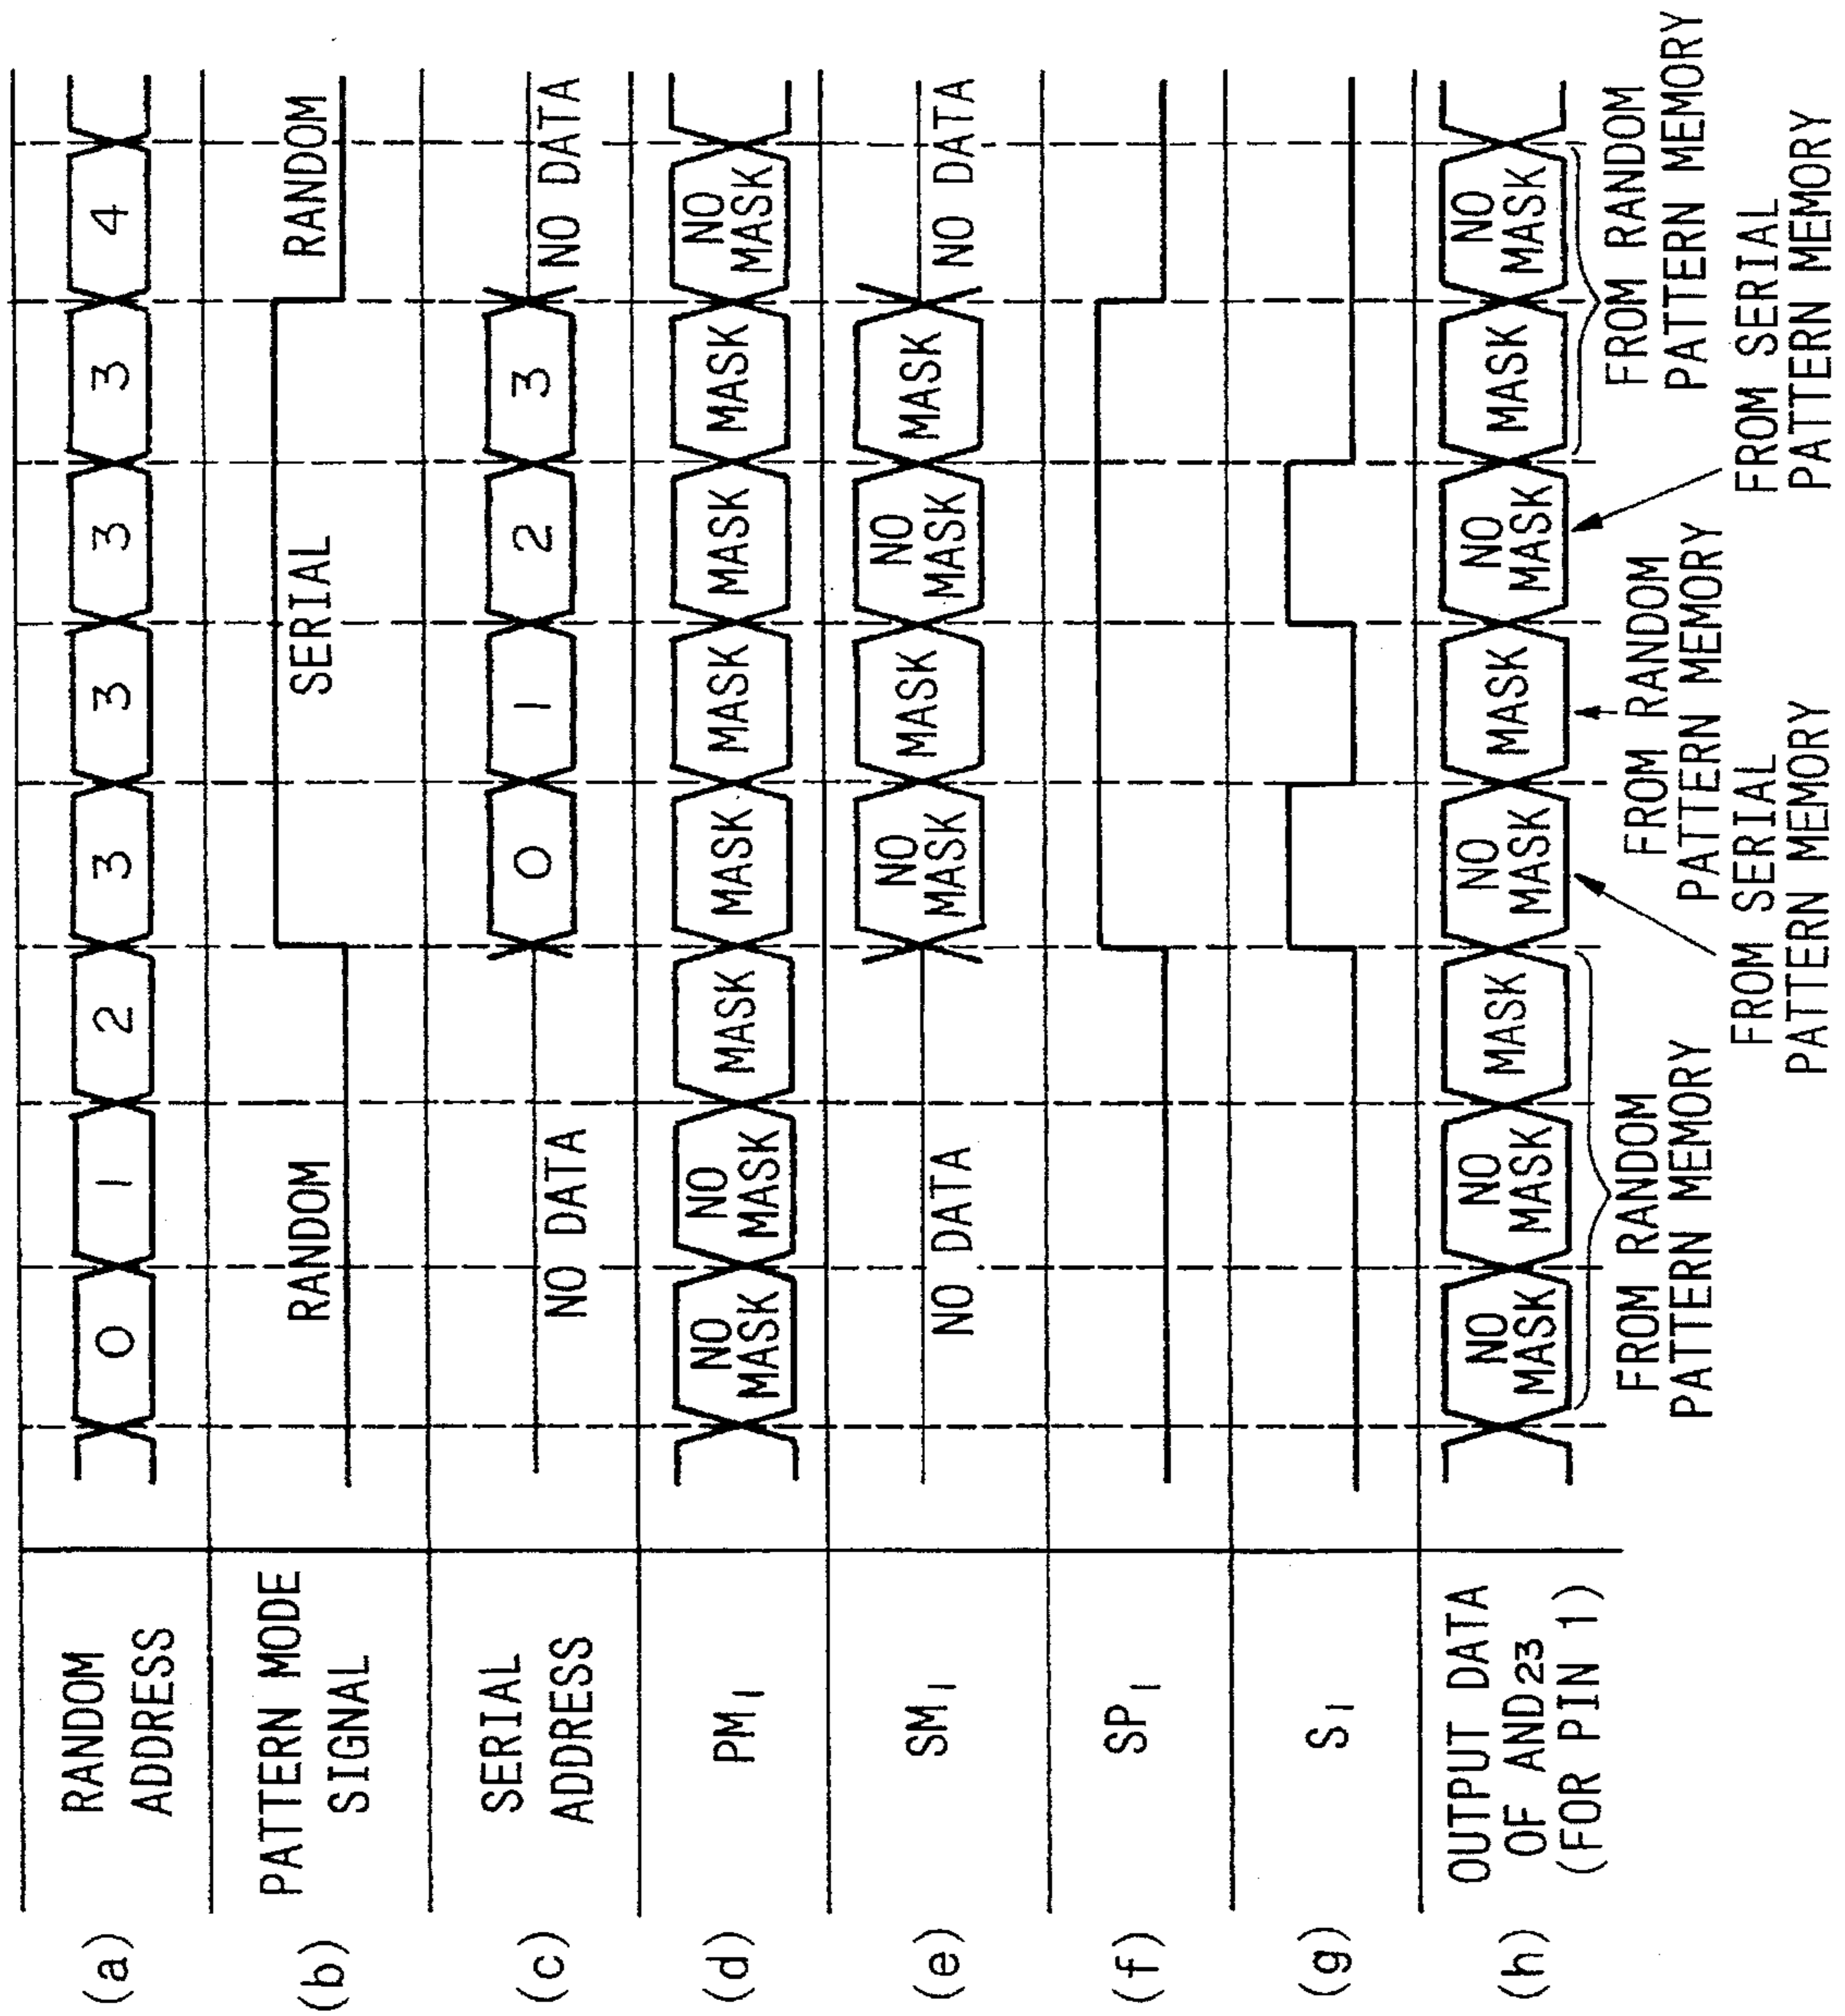 (a)
RANDOM
ADDRESS
0 1 2 3 3 3 3 4
(b)
PATTERN MODE
SIGNAL
RANDOM
SERIAL
RANDOM
(c)
SERIAL
ADDRESS
NO DATA
0 1 2 3
NO DATA
(d)
PM1
NO
MASK
NO
MASK
MASK
MASK
MASK
MASK
MASK
NO
MASK
(e)
SM1
NO DATA
NO
MASK
MASK
NO
MASK
MASK
NO DATA
(f)
SP1
(g)
S1
(h)
OUTPUT DATA
OF AND23
(FOR PIN 1)
NO
MASK
NO
MASK
MASK
NO
MASK
MASK
NO
MASK
MASK
NO
MASK
FROM RANDOM
PATTERN MEMORY
FROM SERIAL
PATTERN MEMORY
FROM RANDOM
PATTERN MEMORY
FROM SERIAL
PATTERN MEMORY
FROM RANDOM
PATTERN MEMORY